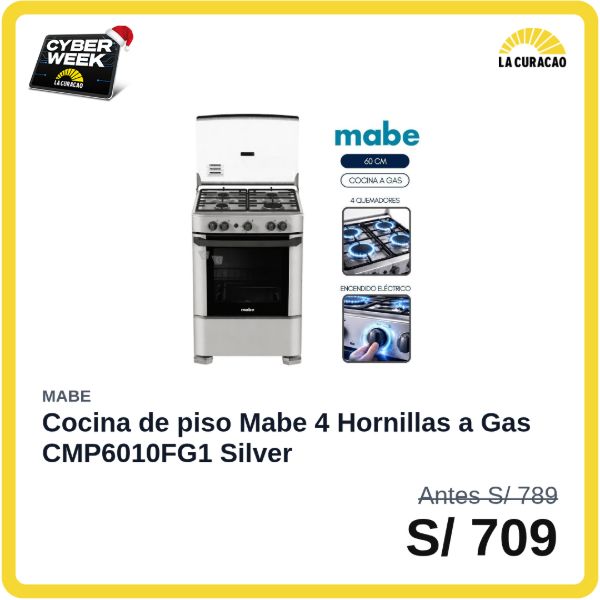 CYBER
WEEK
LA CURACAO
LA CURACAO
mabe
60 CM
COCINA A GAS
4 QUEMADORES
ENCENDIDO ELÉCTRICO
mabe
MABE
Cocina de piso Mabe 4 Hornillas a Gas
CMP6010FG1 Silver
Antes S/ 789
S/ 709